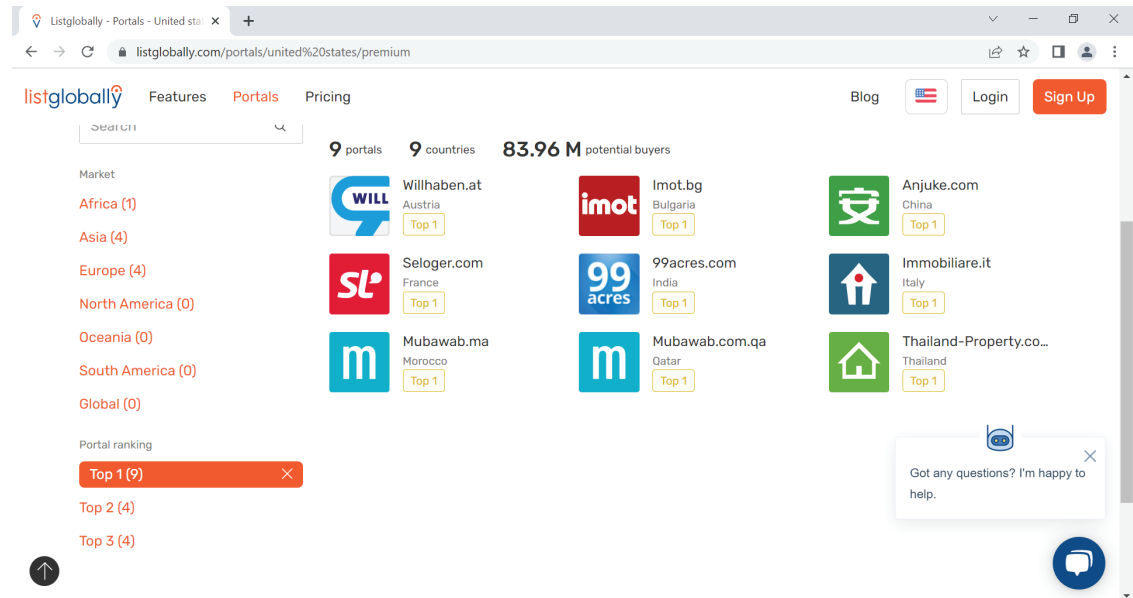 Listglobally - Portals - United sta
listglobally.com/portals/united%20states/premium
listglobally
Features
Portals
Pricing
Blog
Login
Sign Up
Search
9 portals
9 countries
83.96 M potential buyers
Market
Africa (1)
Asia (4)
Europe (4)
North America (0)
Oceania (0)
South America (0)
Global (0)
Portal ranking
Top 1 (9)
Top 2 (4)
Top 3 (4)
WILL
Willhaben.at
Austria
Top 1
imot
Imot.bg
Bulgaria
Top 1
安
Anjuke.com
China
Top 1
SL
Seloger.com
France
Top 1
99
acres
99acres.com
India
Top 1
Immobiliare.it
Italy
Top 1
m
Mubawab.ma
Morocco
Top 1
m
Mubawab.com.qa
Qatar
Top 1
Thailand-Property.co...
Thailand
Top 1
Got any questions? I'm happy to
help.